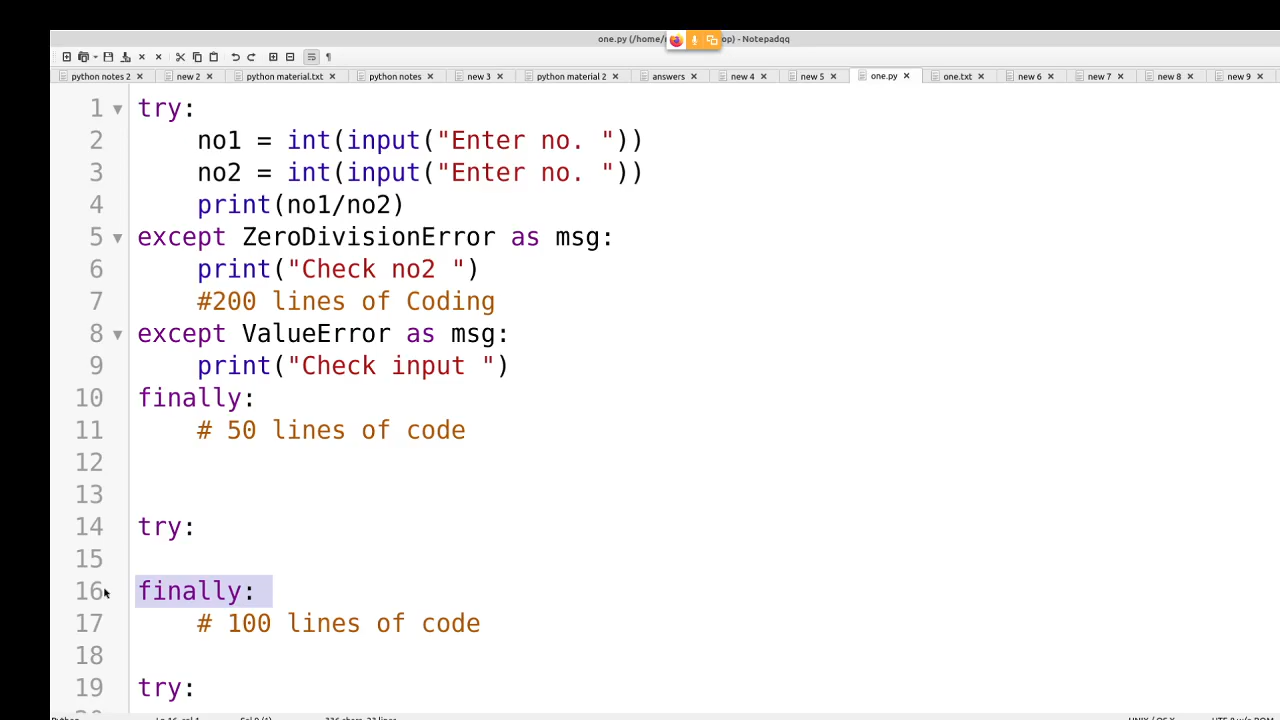 one.py (/home/ op) - Notepadqq
python notes 2 new 2 python material.txt python notes new 3 python material 2 answers new 4 new 5 one.py one.txt new 6 new 7 new 8 new 9
1 try:
2 no1 = int(input("Enter no. "))
3 no2 = int(input("Enter no. "))
4 print(no1/no2)
5 except ZeroDivisionError as msg:
6 print("Check no2 ")
7 #200 lines of Coding
8 except ValueError as msg:
9 print("Check input ")
10 finally:
11 # 50 lines of code
12
13
14 try:
15
16 finally:
17 # 100 lines of code
18
19 try: